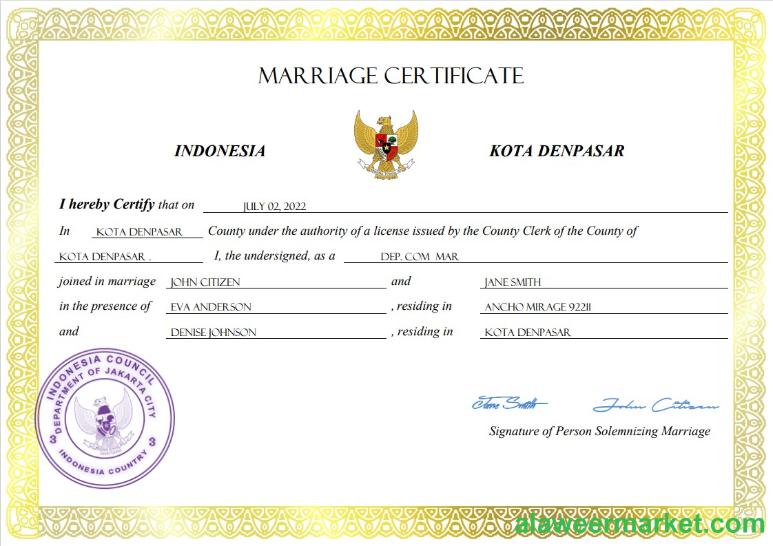 MARRIAGE CERTIFICATE
INDONESIA KOTA DENPASAR
I hereby Certify that on JULY 02, 2022
In KOTA DENPASAR County under the authority of a license issued by the County Clerk of the County of
KOTA DENPASAR . I, the undersigned, as a DEP. COM MAR
joined in marriage JOHN CITIZEN and JANE SMITH
in the presence of EVA ANDERSON , residing in ANCHO MIRAGE 92211
and DENISE JOHNSON , residing in KOTA DENPASAR
INDONESIA COUNCIL
DEPARTMENT OF JAKARTA CITY
3 3
INDONESIA COUNTRY
Jane Smith John Citizen
Signature of Person Solemnizing Marriage
alaweermarket.com